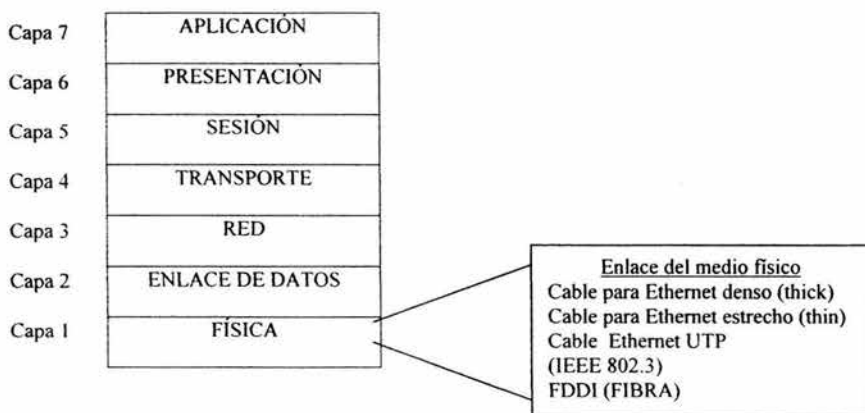 Capa 7 APLICACIÓN
Capa 6 PRESENTACIÓN
Capa 5 SESIÓN
Capa 4 TRANSPORTE
Capa 3 RED
Capa 2 ENLACE DE DATOS
Capa 1 FÍSICA
Enlace del medio físico
Cable para Ethernet denso (thick)
Cable para Ethernet estrecho (thin)
Cable Ethernet UTP
(IEEE 802.3)
FDDI (FIBRA)